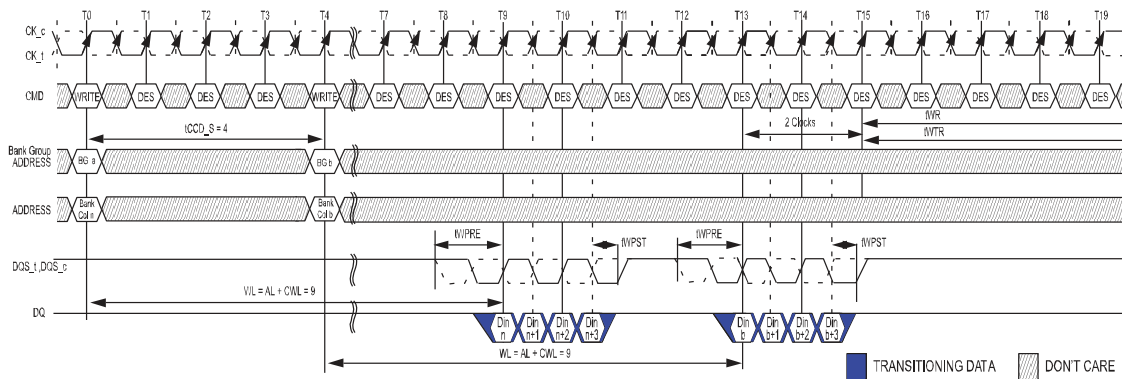 T0 T1 T2 T3 T4 T7 T8 T9 T10 T11 T12 T13 T14 T15 T16 T17 T18 T19
CK_c
CK_t
CMD WRITE DES DES DES WRITE DES DES DES DES DES DES DES DES DES DES DES DES DES
tCCD_S = 4
2 Clocks
tWR
tWTR
Bank Group
ADDRESS
BG a
BG b
ADDRESS
Bank
Col n
Bank
Col b
tWPRE
tWPST
tWPRE
tWPST
DQS_t ,DQS_c
WL = AL + CWL = 9
DQ
Din
n
Din
n+1
Din
n+2
Din
n+3
Din
b
Din
b+1
Din
b+2
Din
b+3
WL = AL + CWL = 9
TRANSITIONING DATA
DON'T CARE